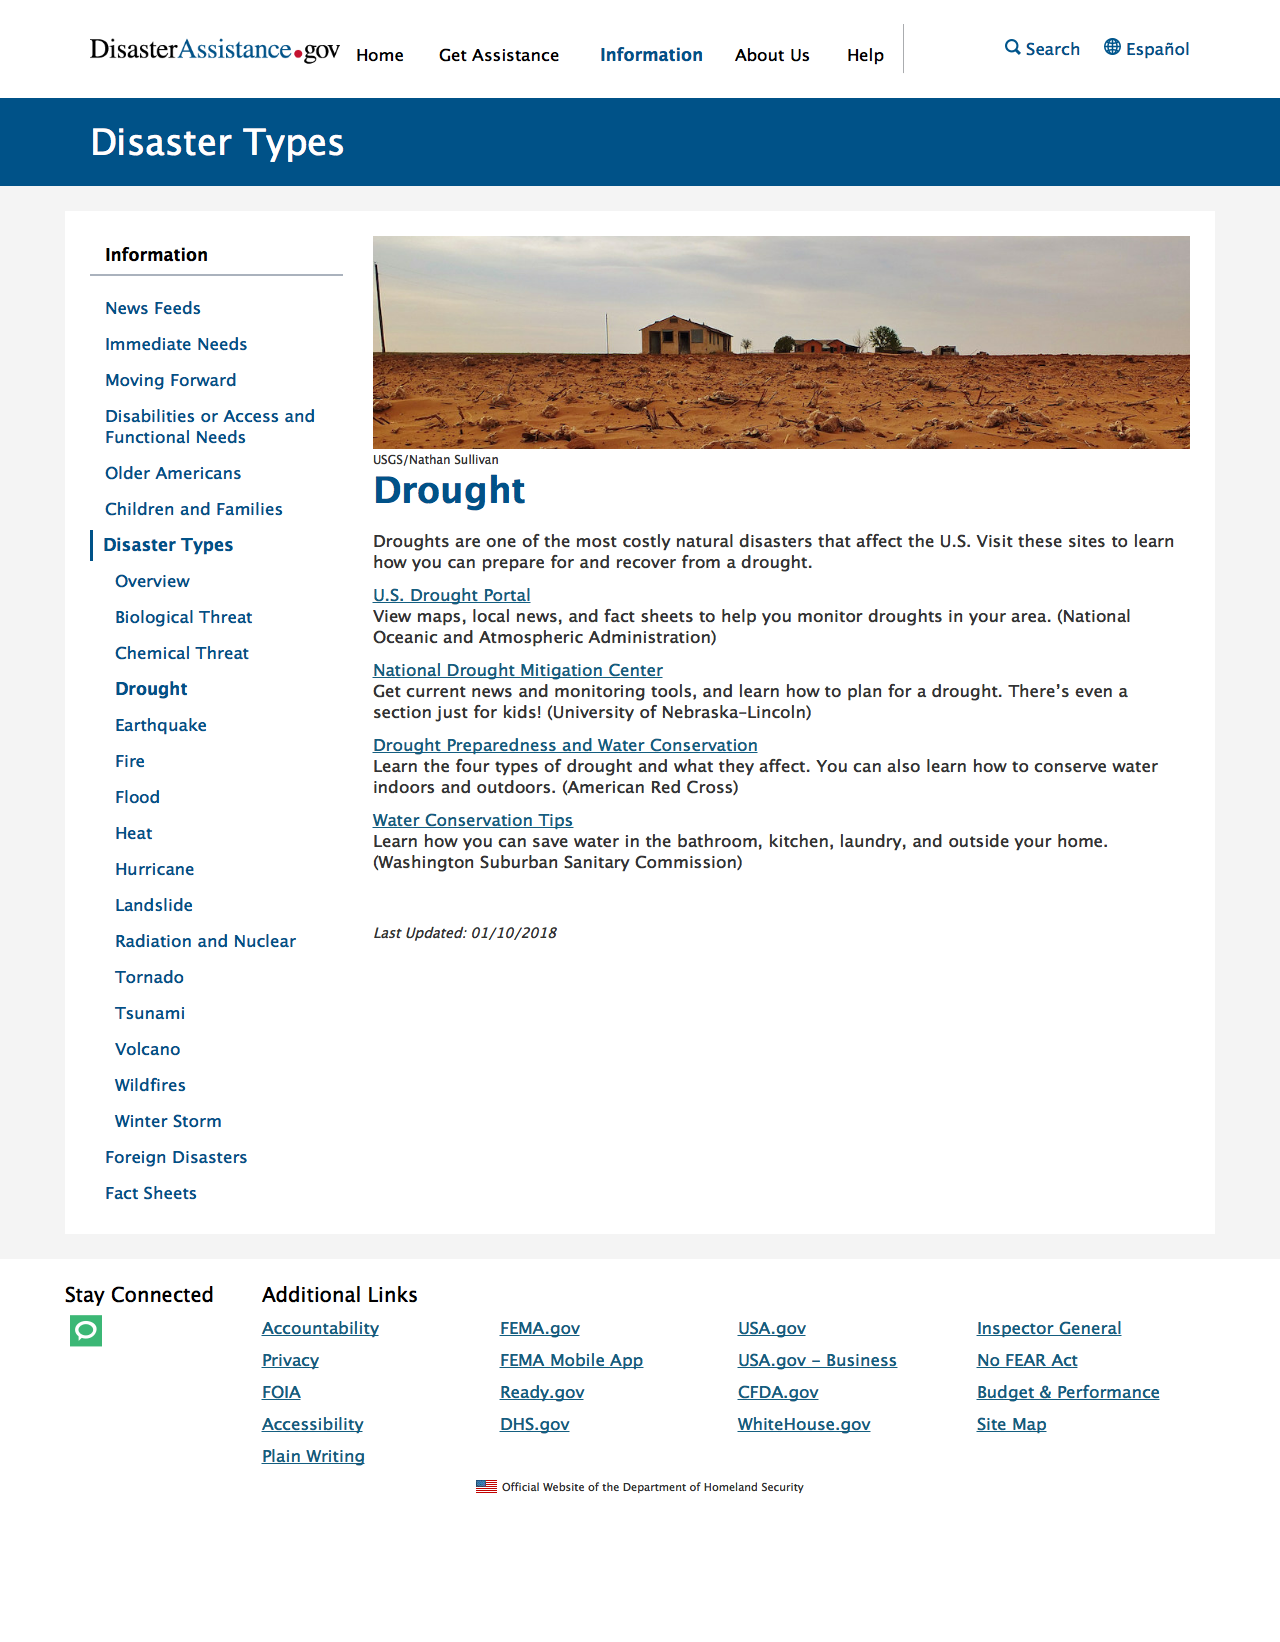 DisasterAssistance.gov
Home
Get Assistance
Information
About Us
Help
Search
Español
Disaster Types
Information
News Feeds
Immediate Needs
Moving Forward
Disabilities or Access and
Functional Needs
Older Americans
Children and Families
Disaster Types
Overview
Biological Threat
Chemical Threat
Drought
Earthquake
Fire
Flood
Heat
Hurricane
Landslide
Radiation and Nuclear
Tornado
Tsunami
Volcano
Wildfires
Winter Storm
Foreign Disasters
Fact Sheets
USGS/Nathan Sullivan
Drought
Droughts are one of the most costly natural disasters that affect the U.S. Visit these sites to learn
how you can prepare for and recover from a drought.
U.S. Drought Portal
View maps, local news, and fact sheets to help you monitor droughts in your area. (National
Oceanic and Atmospheric Administration)
National Drought Mitigation Center
Get current news and monitoring tools, and learn how to plan for a drought. There’s even a
section just for kids! (University of Nebraska–Lincoln)
Drought Preparedness and Water Conservation
Learn the four types of drought and what they affect. You can also learn how to conserve water
indoors and outdoors. (American Red Cross)
Water Conservation Tips
Learn how you can save water in the bathroom, kitchen, laundry, and outside your home.
(Washington Suburban Sanitary Commission)
Last Updated: 01/10/2018
Stay Connected
Additional Links
Accountability
Privacy
FOIA
Accessibility
Plain Writing
FEMA.gov
FEMA Mobile App
Ready.gov
DHS.gov
USA.gov
USA.gov – Business
CFDA.gov
WhiteHouse.gov
Inspector General
No FEAR Act
Budget & Performance
Site Map
Official Website of the Department of Homeland Security